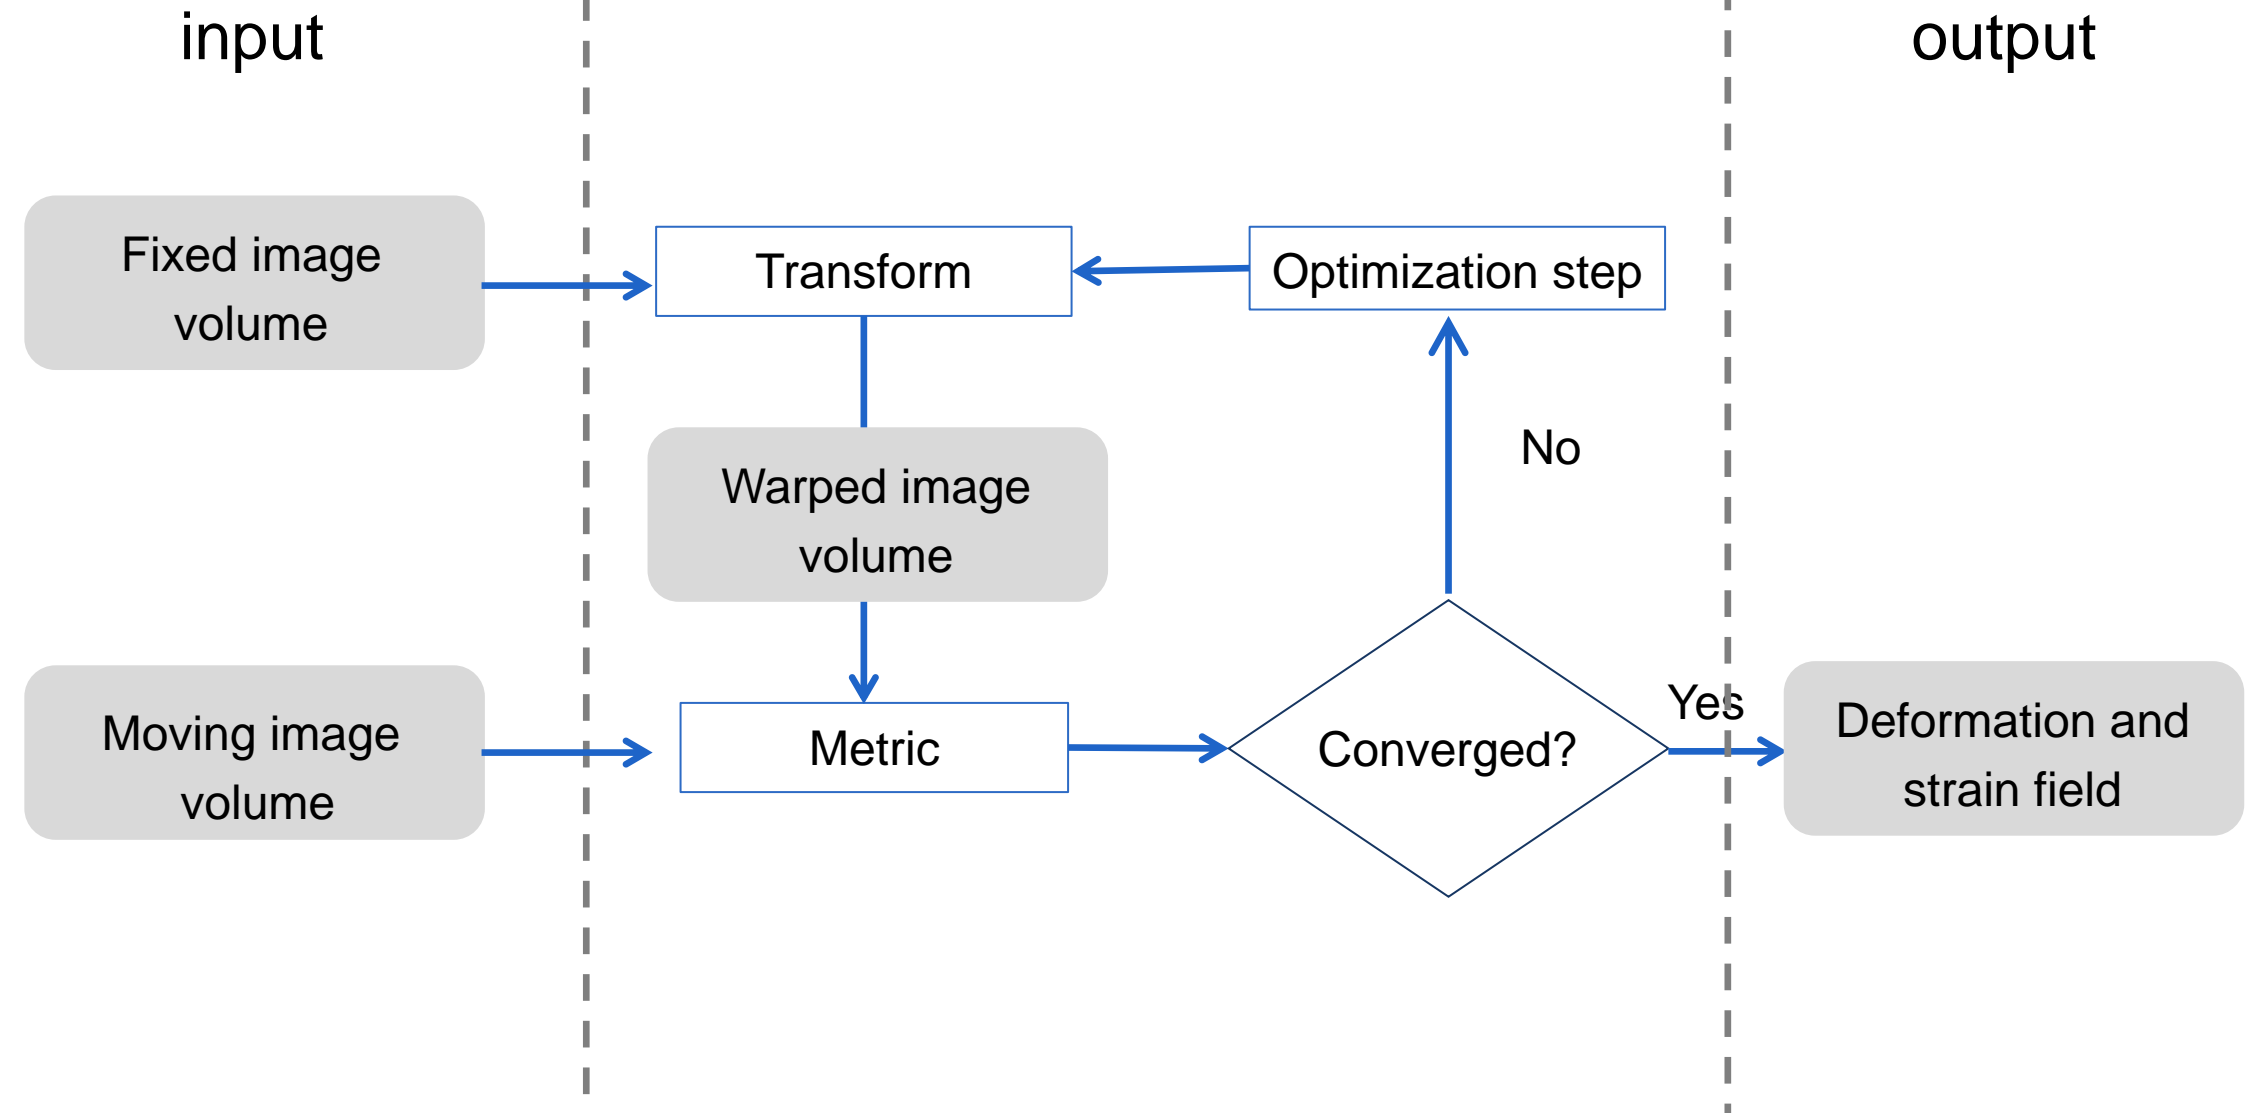 input
output
Fixed image
volume
Transform
Optimization step
No
Warped image
volume
Moving image
volume
Metric
Converged?
Yes
Deformation and
strain field